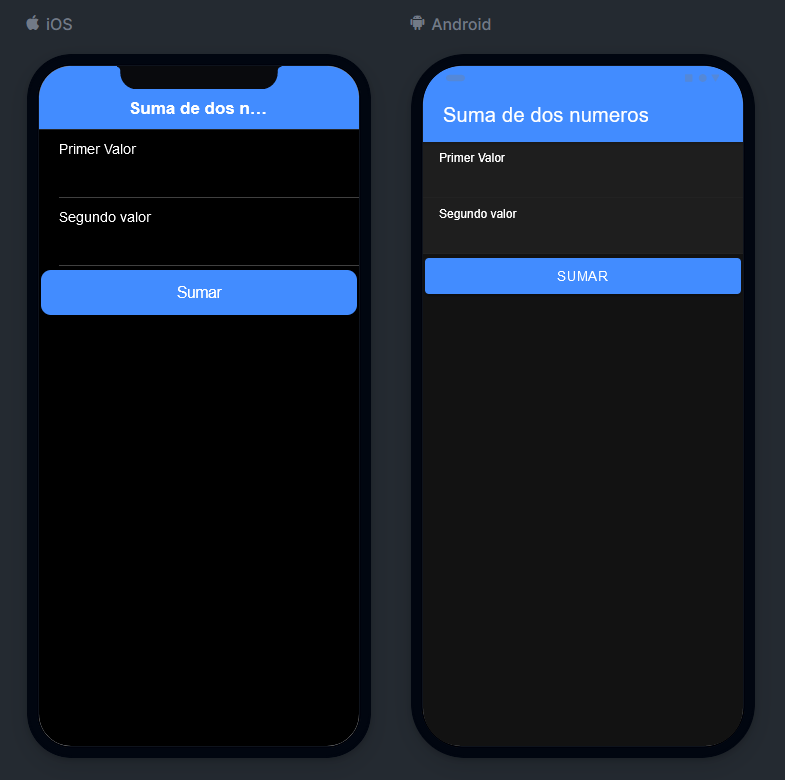 iOS
Suma de dos n...
Primer Valor
Segundo valor
Sumar
Android
Suma de dos numeros
Primer Valor
Segundo valor
SUMAR